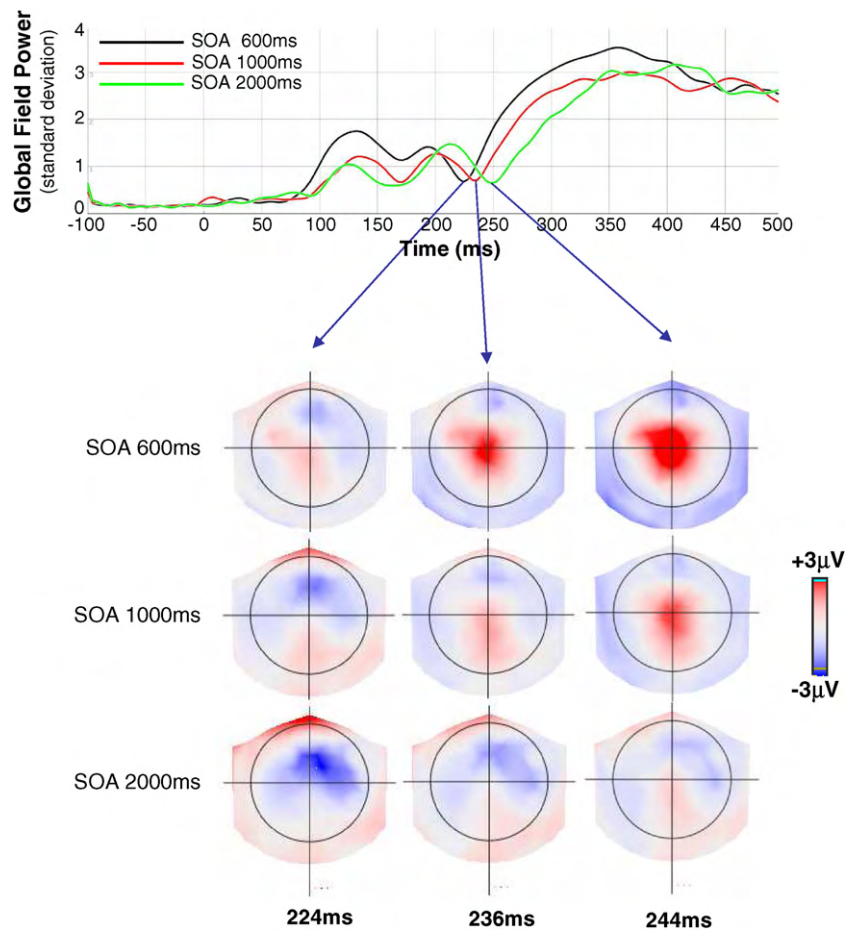 Global Field Power
(standard deviation)
4
3
2
1
0
SOA 600ms
SOA 1000ms
SOA 2000ms
-100 -50 0 50 100 150 200 250 300 350 400 450 500
Time (ms)
SOA 600ms
SOA 1000ms
SOA 2000ms
+3µV
-3µV
224ms 236ms 244ms